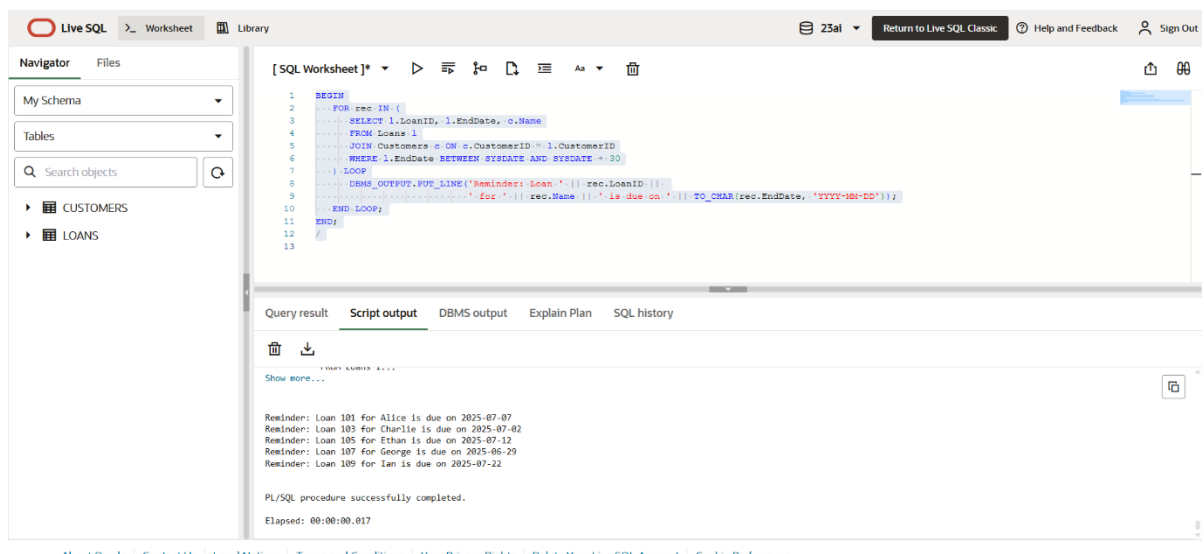 Live SQL
>_ Worksheet
Library
23ai
Return to Live SQL Classic
Help and Feedback
Sign Out
Navigator
Files
My Schema
Tables
Search objects
CUSTOMERS
LOANS
[ SQL Worksheet ]*
Aa
1 BEGIN
2 FOR rec IN (
3 SELECT l.LoanID, l.EndDate, c.Name
4 FROM Loans l
5 JOIN Customers c ON c.CustomerID = l.CustomerID
6 WHERE l.EndDate BETWEEN SYSDATE AND SYSDATE + 30
7 ) LOOP
8 DBMS_OUTPUT.PUT_LINE('Reminder: Loan ' || rec.LoanID ||
9 ' for ' || rec.Name || ' is due on ' || TO_CHAR(rec.EndDate, 'YYYY-MM-DD'));
10 END LOOP;
11 END;
12 /
13
Query result
Script output
DBMS output
Explain Plan
SQL history
FROM Loans l...
Show more...
Reminder: Loan 101 for Alice is due on 2025-07-07
Reminder: Loan 103 for Charlie is due on 2025-07-02
Reminder: Loan 105 for Ethan is due on 2025-07-12
Reminder: Loan 107 for George is due on 2025-06-29
Reminder: Loan 109 for Ian is due on 2025-07-22
PL/SQL procedure successfully completed.
Elapsed: 00:00:00.017